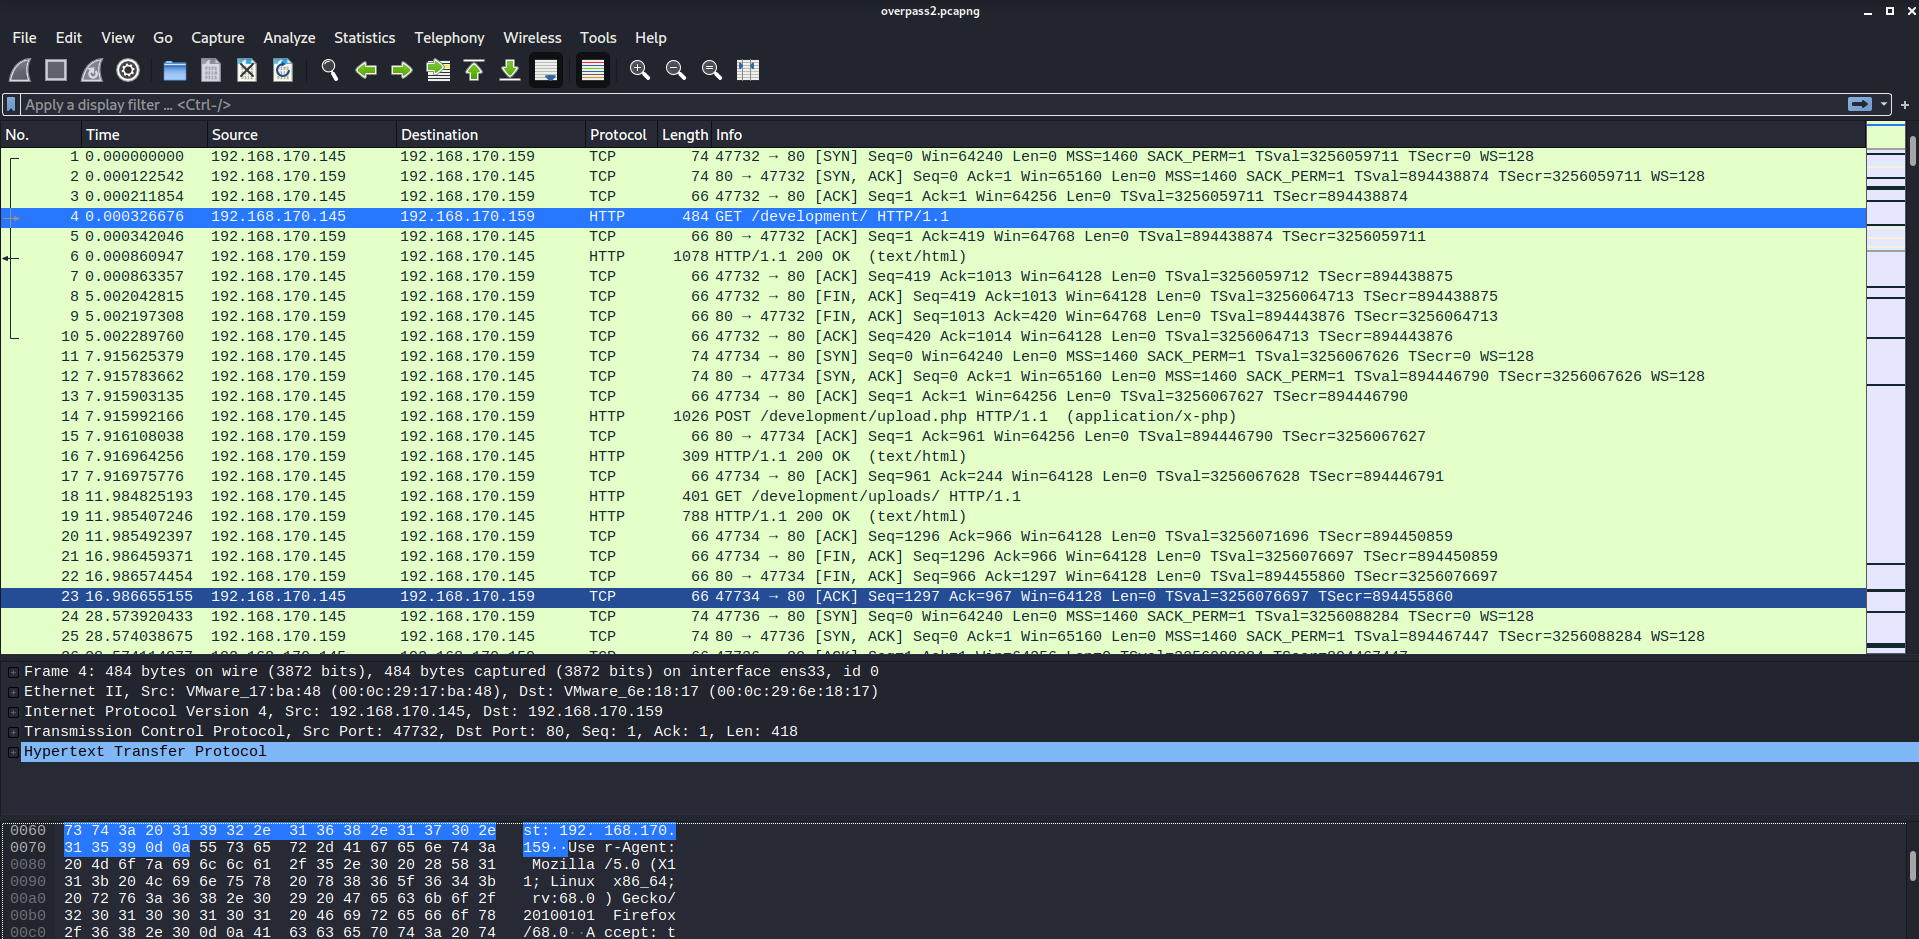 overpass2.pcapng
File Edit View Go Capture Analyze Statistics Telephony Wireless Tools Help
Apply a display filter … <Ctrl-/>
No. Time Source Destination Protocol Length Info
1 0.000000000 192.168.170.145 192.168.170.159 TCP 74 47732 → 80 [SYN] Seq=0 Win=64240 Len=0 MSS=1460 SACK_PERM=1 TSval=3256059711 TSecr=0 WS=128
2 0.000122542 192.168.170.159 192.168.170.145 TCP 74 80 → 47732 [SYN, ACK] Seq=0 Ack=1 Win=65160 Len=0 MSS=1460 SACK_PERM=1 TSval=894438874 TSecr=3256059711 WS=128
3 0.000211854 192.168.170.145 192.168.170.159 TCP 66 47732 → 80 [ACK] Seq=1 Ack=1 Win=64256 Len=0 TSval=3256059711 TSecr=894438874
4 0.000326676 192.168.170.145 192.168.170.159 HTTP 484 GET /development/ HTTP/1.1
5 0.000342046 192.168.170.159 192.168.170.145 TCP 66 80 → 47732 [ACK] Seq=1 Ack=419 Win=64768 Len=0 TSval=894438874 TSecr=3256059711
6 0.000860947 192.168.170.159 192.168.170.145 HTTP 1078 HTTP/1.1 200 OK (text/html)
7 0.000863357 192.168.170.145 192.168.170.159 TCP 66 47732 → 80 [ACK] Seq=419 Ack=1013 Win=64128 Len=0 TSval=3256059712 TSecr=894438875
8 5.002042815 192.168.170.145 192.168.170.159 TCP 66 47732 → 80 [FIN, ACK] Seq=419 Ack=1013 Win=64128 Len=0 TSval=3256064713 TSecr=894438875
9 5.002197308 192.168.170.159 192.168.170.145 TCP 66 80 → 47732 [FIN, ACK] Seq=1013 Ack=420 Win=64768 Len=0 TSval=894443876 TSecr=3256064713
10 5.002289760 192.168.170.145 192.168.170.159 TCP 66 47732 → 80 [ACK] Seq=420 Ack=1014 Win=64128 Len=0 TSval=3256064713 TSecr=894443876
11 7.915625379 192.168.170.145 192.168.170.159 TCP 74 47734 → 80 [SYN] Seq=0 Win=64240 Len=0 MSS=1460 SACK_PERM=1 TSval=3256067626 TSecr=0 WS=128
12 7.915783662 192.168.170.159 192.168.170.145 TCP 74 80 → 47734 [SYN, ACK] Seq=0 Ack=1 Win=65160 Len=0 MSS=1460 SACK_PERM=1 TSval=894446790 TSecr=3256067626 WS=128
13 7.915903135 192.168.170.145 192.168.170.159 TCP 66 47734 → 80 [ACK] Seq=1 Ack=1 Win=64256 Len=0 TSval=3256067627 TSecr=894446790
14 7.915992166 192.168.170.145 192.168.170.159 HTTP 1026 POST /development/upload.php HTTP/1.1 (application/x-php)
15 7.916108038 192.168.170.159 192.168.170.145 TCP 66 80 → 47734 [ACK] Seq=1 Ack=961 Win=64256 Len=0 TSval=894446790 TSecr=3256067627
16 7.916964256 192.168.170.159 192.168.170.145 HTTP 309 HTTP/1.1 200 OK (text/html)
17 7.916975776 192.168.170.145 192.168.170.159 TCP 66 47734 → 80 [ACK] Seq=961 Ack=244 Win=64128 Len=0 TSval=3256067628 TSecr=894446791
18 11.984825193 192.168.170.145 192.168.170.159 HTTP 401 GET /development/uploads/ HTTP/1.1
19 11.985407246 192.168.170.159 192.168.170.145 HTTP 788 HTTP/1.1 200 OK (text/html)
20 11.985492397 192.168.170.145 192.168.170.159 TCP 66 47734 → 80 [ACK] Seq=1296 Ack=966 Win=64128 Len=0 TSval=3256071696 TSecr=894450859
21 16.986459371 192.168.170.145 192.168.170.159 TCP 66 47734 → 80 [FIN, ACK] Seq=1296 Ack=966 Win=64128 Len=0 TSval=3256076697 TSecr=894450859
22 16.986574454 192.168.170.159 192.168.170.145 TCP 66 80 → 47734 [FIN, ACK] Seq=966 Ack=1297 Win=64128 Len=0 TSval=894455860 TSecr=3256076697
23 16.986655155 192.168.170.145 192.168.170.159 TCP 66 47734 → 80 [ACK] Seq=1297 Ack=967 Win=64128 Len=0 TSval=3256076697 TSecr=894455860
24 28.573920433 192.168.170.145 192.168.170.159 TCP 74 47736 → 80 [SYN] Seq=0 Win=64240 Len=0 MSS=1460 SACK_PERM=1 TSval=3256088284 TSecr=0 WS=128
25 28.574038675 192.168.170.159 192.168.170.145 TCP 74 80 → 47736 [SYN, ACK] Seq=0 Ack=1 Win=65160 Len=0 MSS=1460 SACK_PERM=1 TSval=894467447 TSecr=3256088284 WS=128
Frame 4: 484 bytes on wire (3872 bits), 484 bytes captured (3872 bits) on interface ens33, id 0
Ethernet II, Src: VMware_17:ba:48 (00:0c:29:17:ba:48), Dst: VMware_6e:18:17 (00:0c:29:6e:18:17)
Internet Protocol Version 4, Src: 192.168.170.145, Dst: 192.168.170.159
Transmission Control Protocol, Src Port: 47732, Dst Port: 80, Seq: 1, Ack: 1, Len: 418
Hypertext Transfer Protocol
0060 73 74 3a 20 31 39 32 2e 31 36 38 2e 31 37 30 2e st: 192. 168.170.
0070 31 35 39 0d 0a 55 73 65 72 2d 41 67 65 6e 74 3a 159··Use r-Agent:
0080 20 4d 6f 7a 69 6c 6c 61 2f 35 2e 30 20 28 58 31 Mozilla /5.0 (X1
0090 31 3b 20 4c 69 6e 75 78 20 78 38 36 5f 36 34 3b 1; Linux x86_64;
00a0 20 72 76 3a 36 38 2e 30 29 20 47 65 63 6b 6f 2f rv:68.0 ) Gecko/
00b0 32 30 31 30 30 31 30 31 20 46 69 72 65 66 6f 78 20100101 Firefox
00c0 2f 36 38 2e 30 0d 0a 41 63 63 65 70 74 3a 20 74 /68.0··A ccept: t